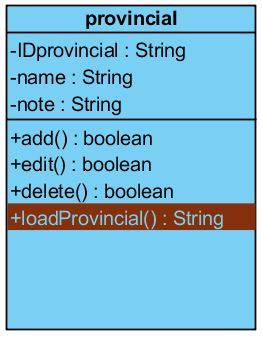 provincial
-IDprovincial : String
-name : String
-note : String
+add() : boolean
+edit() : boolean
+delete() : boolean
+loadProvincial() : String